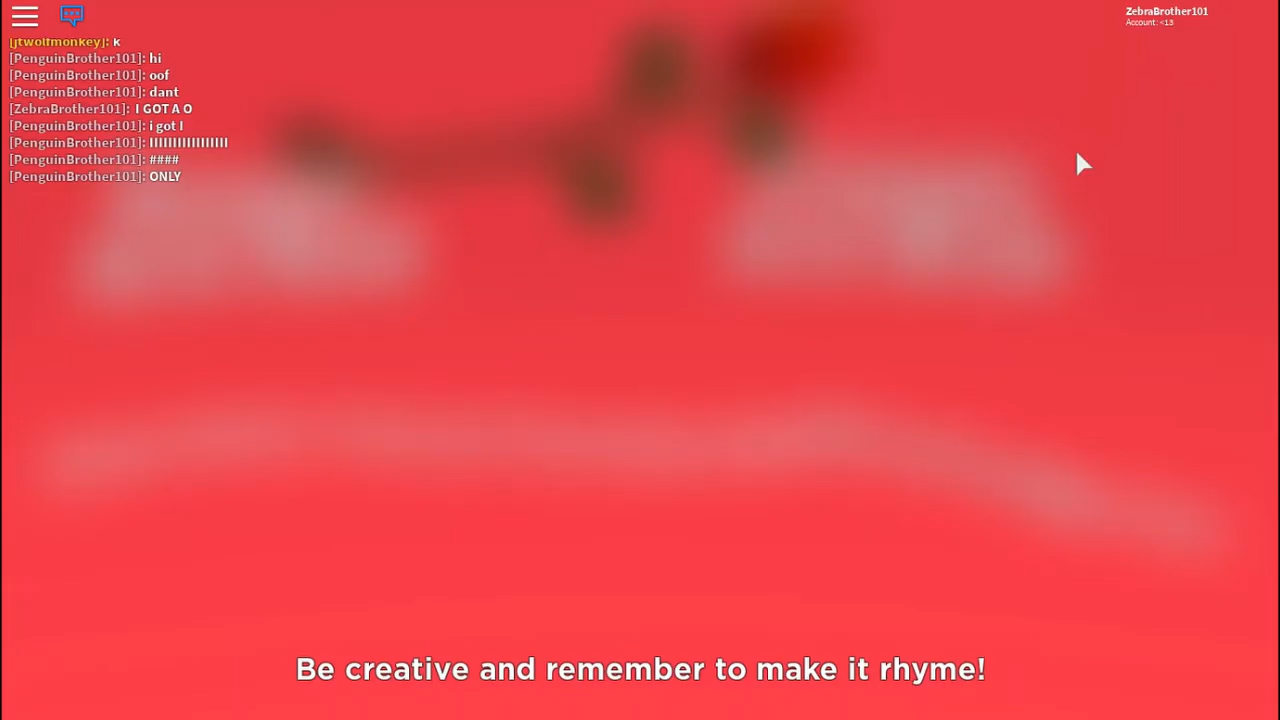 ZebraBrother101
Account: <13
[jtwolfmonkey]: k
[PenguinBrother101]: hi
[PenguinBrother101]: oof
[PenguinBrother101]: dant
[ZebraBrother101]: I GOT A O
[PenguinBrother101]: i got I
[PenguinBrother101]: IIIIIIIIIIIIIIIII
[PenguinBrother101]: ####
[PenguinBrother101]: ONLY
Be creative and remember to make it rhyme!